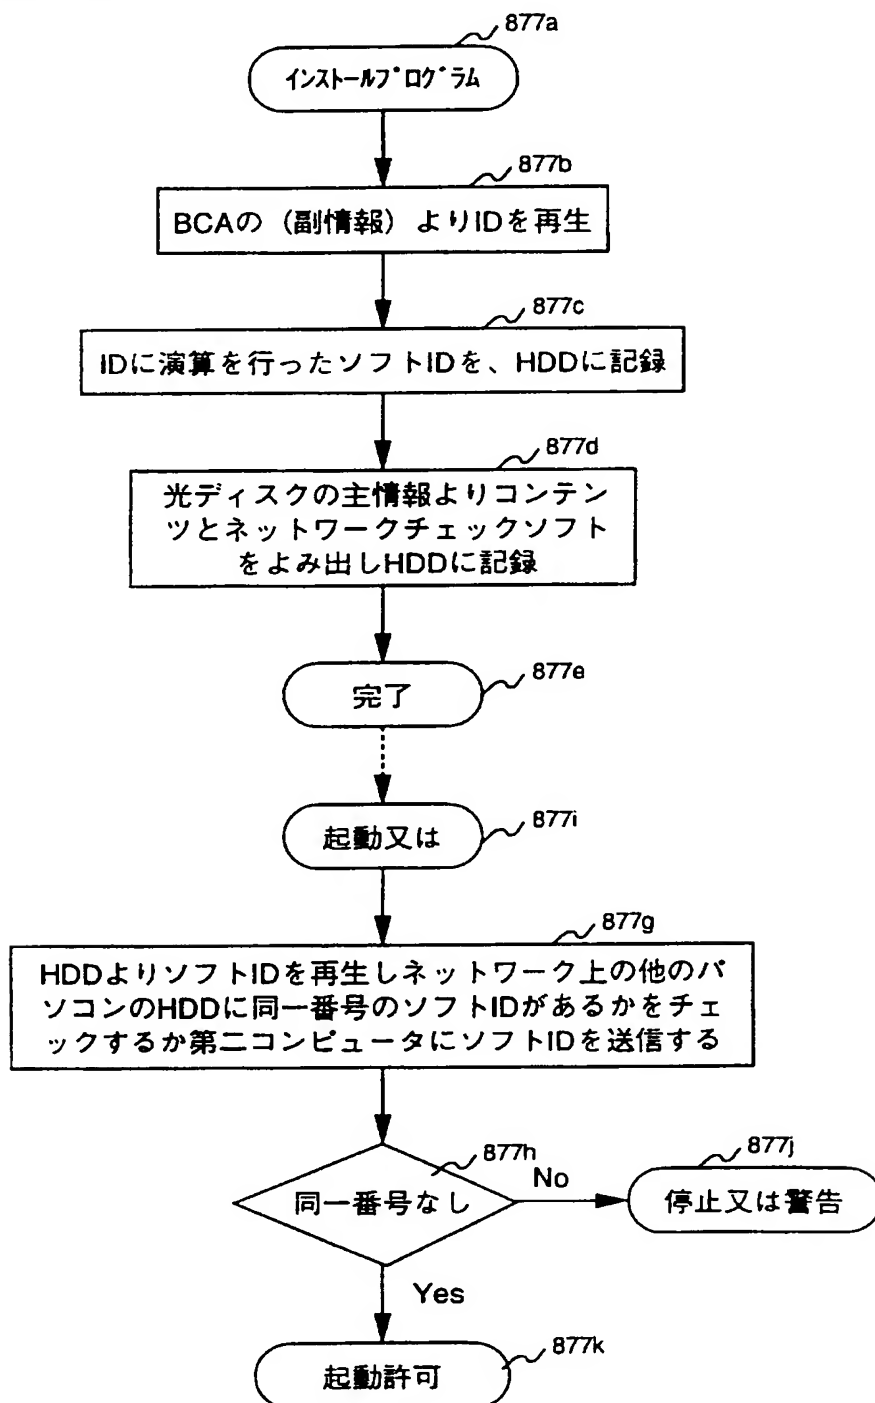 877a
インストールプログラム
877b
BCAの（副情報）よりIDを再生
877c
IDに演算を行ったソフトIDを、HDDに記録
877d
光ディスクの主情報よりコンテン
ツとネットワークチェックソフト
をよみ出しHDDに記録
877e
完了
877i
起動又は
877g
HDDよりソフトIDを再生しネットワーク上の他のパ
ソコンのHDDに同一番号のソフトIDがあるかをチェ
ックするか第二コンピュータにソフトIDを送信する
877h
同一番号なし
No
877j
停止又は警告
Yes
877k
起動許可